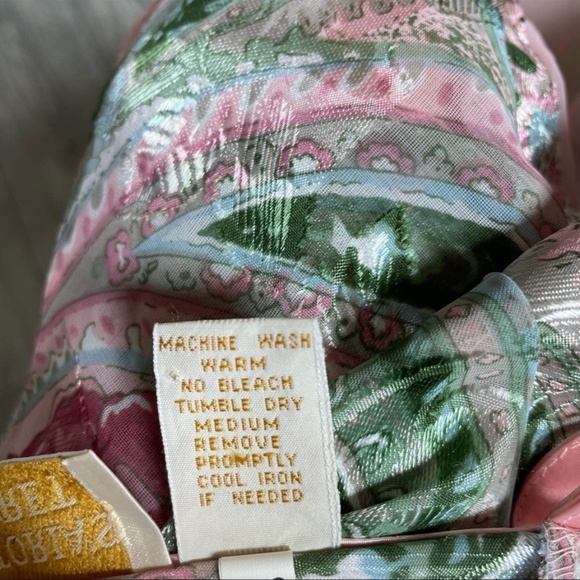 MACHINE WASH
WARM
NO BLEACH
TUMBLE DRY
MEDIUM
REMOVE
PROMPTLY
COOL IRON
IF NEEDED